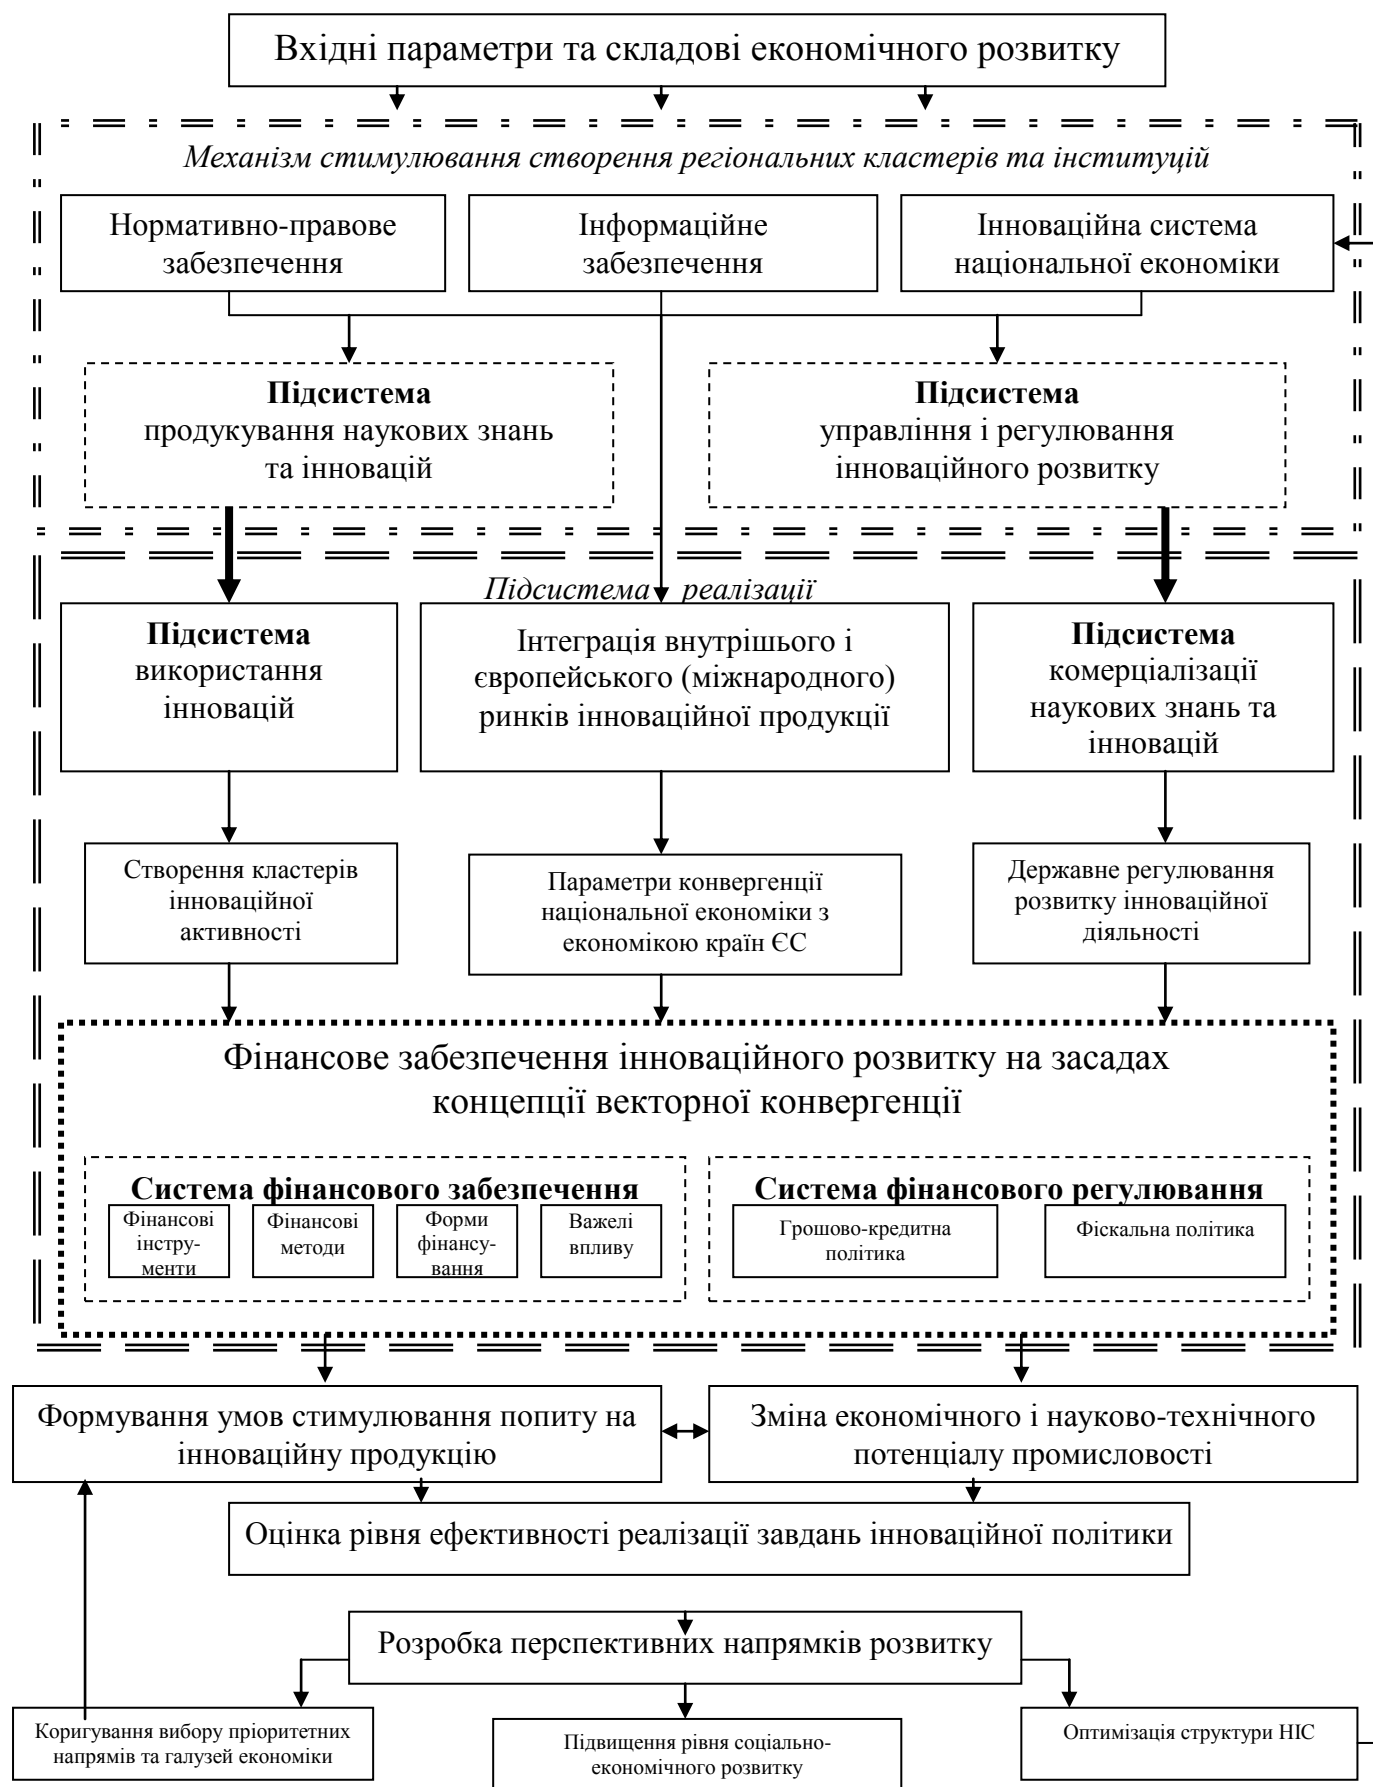 Вхідні параметри та складові економічного розвитку
Механізм стимулювання створення регіональних кластерів та інституцій
Нормативно-правове
забезпечення
Інформаційне
забезпечення
Інноваційна система
національної економіки
Підсистема
продукування наукових знань
та інновацій
Підсистема
управління і регулювання
інноваційного розвитку
Підсистема реалізації
Підсистема
використання
інновацій
Інтеграція внутрішього і
європейського (міжнародного)
ринків інноваційної продукції
Підсистема
комерціалізації
наукових знань та
інновацій
Створення кластерів
інноваційної
активності
Параметри конвергенції
національної економіки з
економікою країн ЄС
Державне регулювання
розвитку інноваційної
діяльності
Фінансове забезпечення інноваційного розвитку на засадах
концепції векторної конвергенції
Система фінансового забезпечення
Фінансові
інстру-
менти
Фінансові
методи
Форми
фінансу-
вання
Важелі
впливу
Система фінансового регулювання
Грошово-кредитна
політика
Фіскальна політика
Формування умов стимулювання попиту на
інноваційну продукцію
Зміна економічного і науково-технічного
потенціалу промисловості
Оцінка рівня ефективності реалізації завдань інноваційної політики
Розробка перспективних напрямків розвитку
Коригування вибору пріоритетних
напрямів та галузей економіки
Підвищення рівня соціально-
економічного розвитку
Оптимізація структури НІС